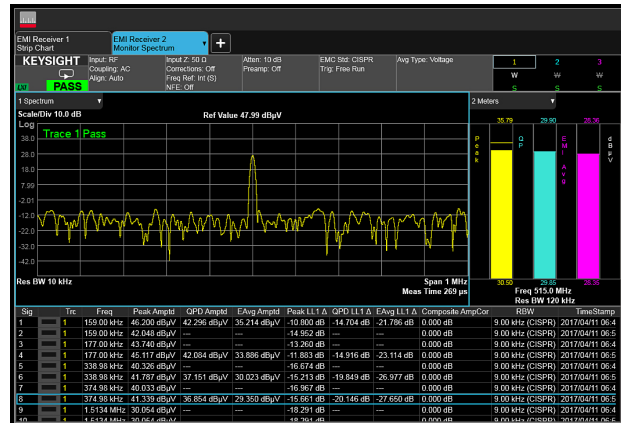 EMI Receiver 1
Strip Chart
EMI Receiver 2
Monitor Spectrum
+
KEYSIGHT
Input: RF
Coupling: AC
Align: Auto
Input Z: 50 Ω
Corrections: Off
Freq Ref: Int (S)
NFE: Off
Atten: 10 dB
Preamp: Off
EMC Std: CISPR
Trig: Free Run
Avg Type: Voltage
1 2 3
W W W
S S S
LXI
PASS
1 Spectrum
Scale/Div 10.0 dB
Ref Value 47.99 dBµV
Log
Trace 1 Pass
38.0
28.0
18.0
7.99
-2.01
-12.0
-22.0
-32.0
-42.0
Res BW 10 kHz
Span 1 MHz
Meas Time 269 µs
2 Meters
35.79 29.90 28.36
Peak
QP
EMI Avg
dBµV
30.50 29.85 28.35
Freq 515.0 MHz
Res BW 120 kHz
Sig Trc Freq Peak Amptd QPD Amptd EAvg Amptd Peak LL1 Δ QPD LL1 Δ EAvg LL1 Δ Composite AmpCor RBW TimeStamp
1 1 159.00 kHz 46.200 dBµV 42.296 dBµV 35.214 dBµV -10.800 dB -14.704 dB -21.786 dB 0.000 dB 9.00 kHz (CISPR) 2017/04/11 06:4
2 1 159.00 kHz 42.048 dBµV --- --- -14.952 dB --- --- 0.000 dB 9.00 kHz (CISPR) 2017/04/11 06:5
3 1 177.00 kHz 43.740 dBµV --- --- -13.260 dB --- --- 0.000 dB 9.00 kHz (CISPR) 2017/04/11 06:4
4 1 177.00 kHz 45.117 dBµV 42.084 dBµV 33.886 dBµV -11.883 dB -14.916 dB -23.114 dB 0.000 dB 9.00 kHz (CISPR) 2017/04/11 06:4
5 1 338.98 kHz 40.326 dBµV --- --- -16.674 dB --- --- 0.000 dB 9.00 kHz (CISPR) 2017/04/11 06:5
6 1 338.98 kHz 41.787 dBµV 37.151 dBµV 30.023 dBµV -15.213 dB -19.849 dB -26.977 dB 0.000 dB 9.00 kHz (CISPR) 2017/04/11 06:4
7 1 374.98 kHz 40.033 dBµV --- --- -16.967 dB --- --- 0.000 dB 9.00 kHz (CISPR) 2017/04/11 06:5
8 1 374.98 kHz 41.339 dBµV 36.854 dBµV 29.350 dBµV -15.661 dB -20.146 dB -27.650 dB 0.000 dB 9.00 kHz (CISPR) 2017/04/11 06:4
9 1 1.5134 MHz 30.054 dBµV --- --- -18.291 dB --- --- 0.000 dB 9.00 kHz (CISPR) 2017/04/11 06:4